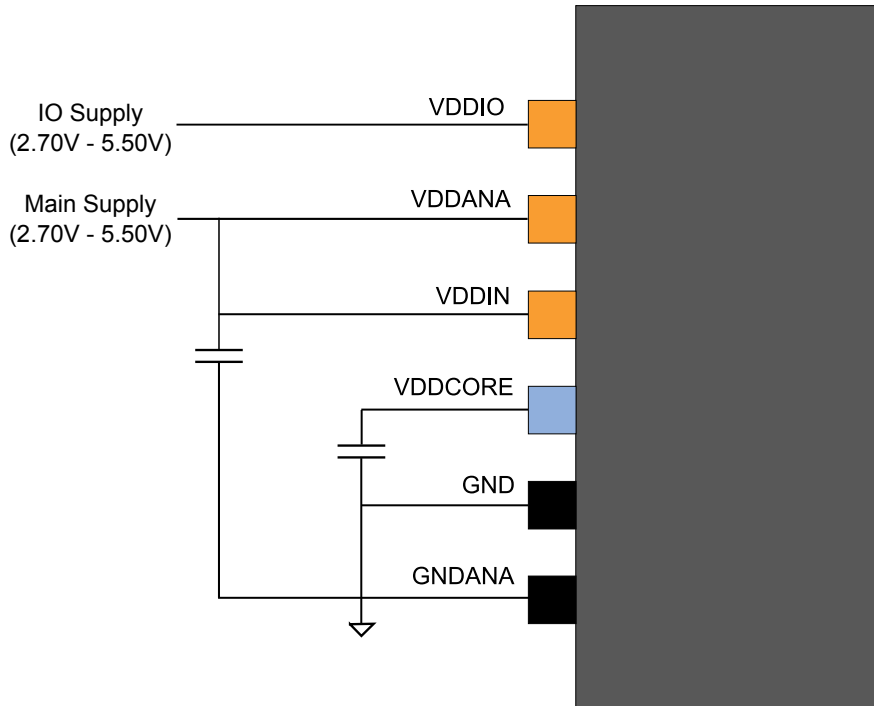 VDDIO
IO Supply
(2.70V - 5.50V)
VDDANA
Main Supply
(2.70V - 5.50V)
VDDIN
VDDCORE
GND
GNDANA